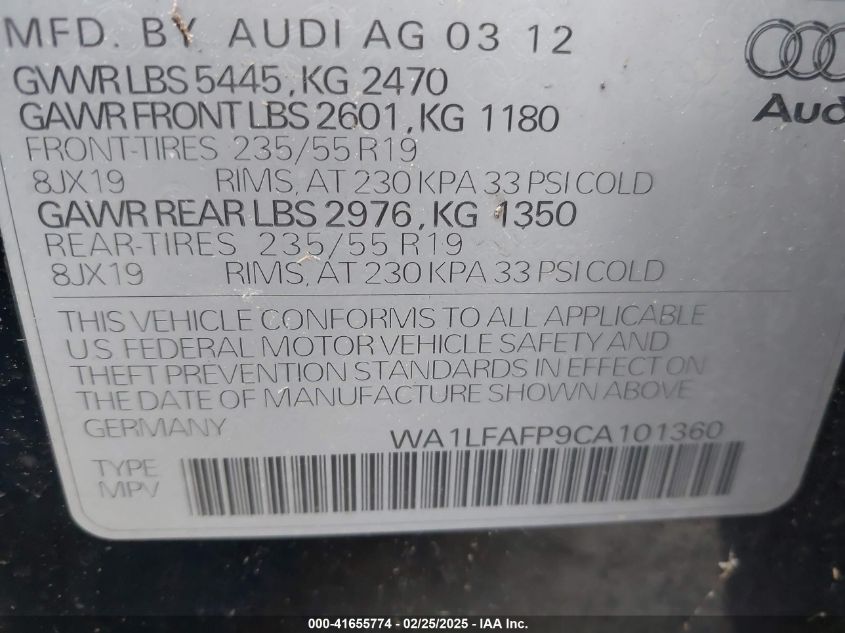 MFD. BY AUDI AG 03 12
GWWR LBS 5445, KG 2470
GAWR FRONT LBS 2601, KG 1180
Audi
FRONT-TIRES 235/55 R19
8JX19 RIMS, AT 230 KPA 33 PSI COLD
GAWR REAR LBS 2976, KG 1350
REAR-TIRES 235/55 R19
8JX19 RIMS, AT 230 KPA 33 PSI COLD
THIS VEHICLE CONFORMS TO ALL APPLICABLE
U.S. FEDERAL MOTOR VEHICLE SAFETY AND
THEFT PREVENTION STANDARDS IN EFFECT ON
THE DATE OF MANUFACTURE SHOWN ABOVE
GERMANY WA1LFAFP9CA101360
TYPE
MPV
000-41655774 - 02/25/2025 - IAAI, Inc.